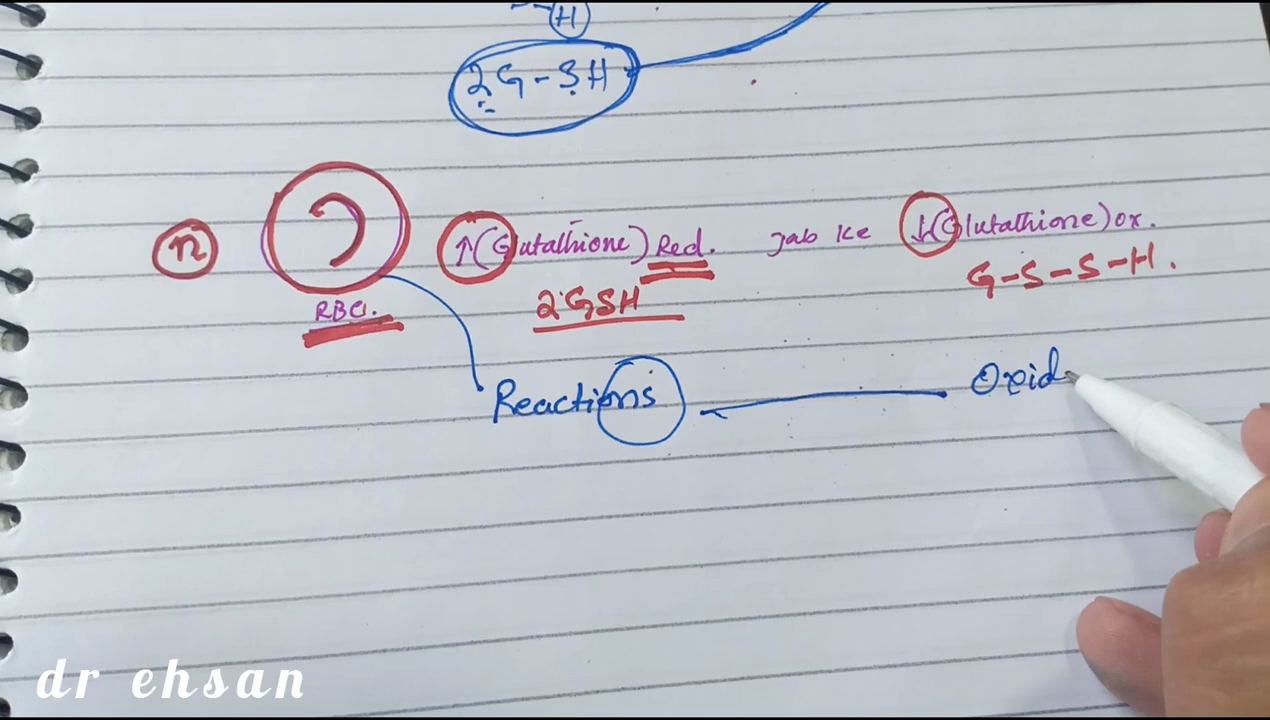 H
2G-SH
n ↑(Glutathione) Red. Jab ke ↓(Glutathione) ox.
RBC. 2GSH G-S-S-H.
Reactions Oxid
dr ehsan